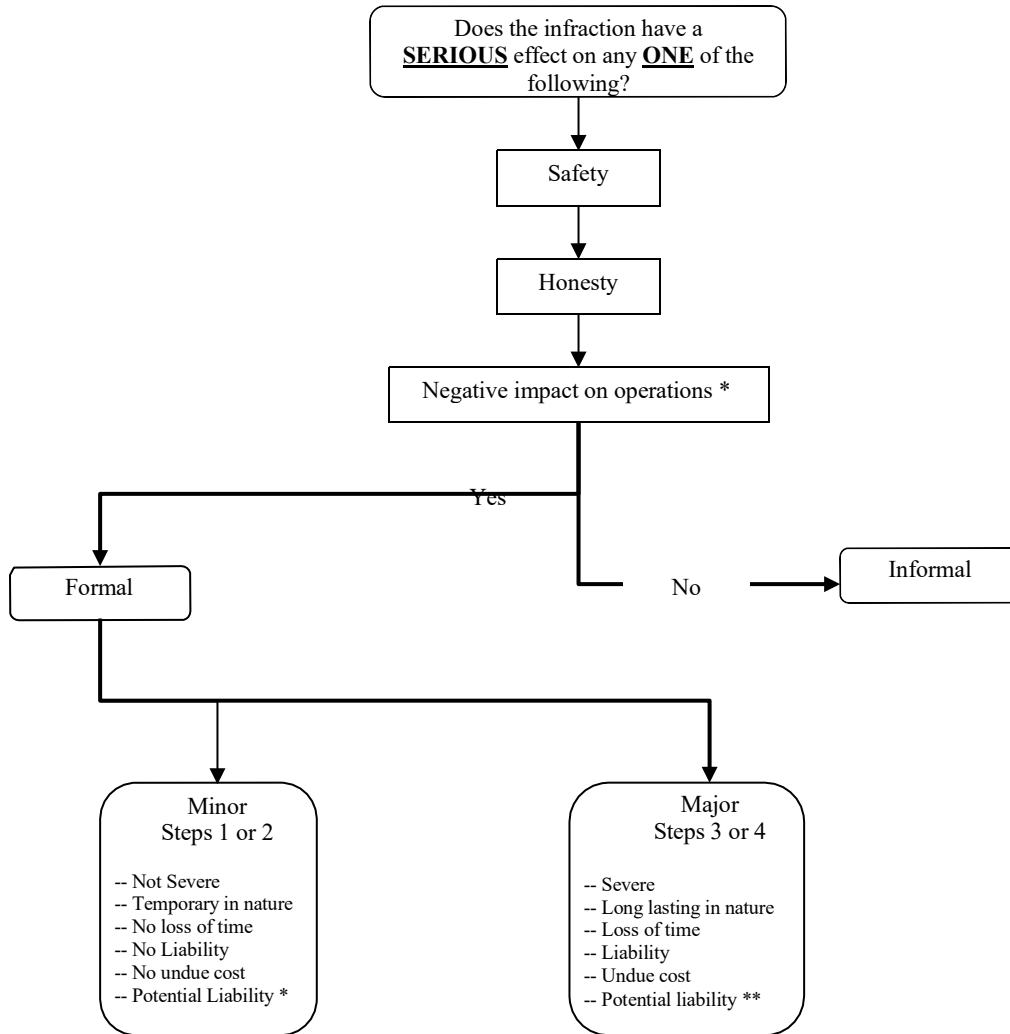 Does the infraction have a
SERIOUS effect on any ONE of the
following?
Safety
Honesty
Negative impact on operations *
Yes
Formal
No
Informal
Minor
Steps 1 or 2
-- Not Severe
-- Temporary in nature
-- No loss of time
-- No Liability
-- No undue cost
-- Potential Liability *
Major
Steps 3 or 4
-- Severe
-- Long lasting in nature
-- Loss of time
-- Liability
-- Undue cost
-- Potential liability **